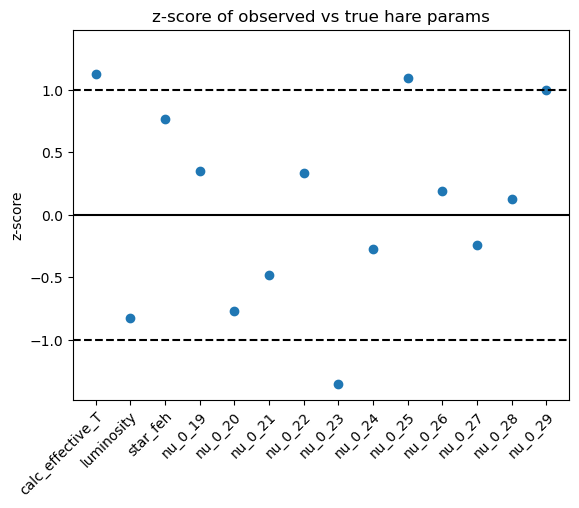 z-score of observed vs true hare params
z-score
1.0
0.5
0.0
−0.5
−1.0
calc_effective_T
luminosity
star_feh
nu_0_19
nu_0_20
nu_0_21
nu_0_22
nu_0_23
nu_0_24
nu_0_25
nu_0_26
nu_0_27
nu_0_28
nu_0_29